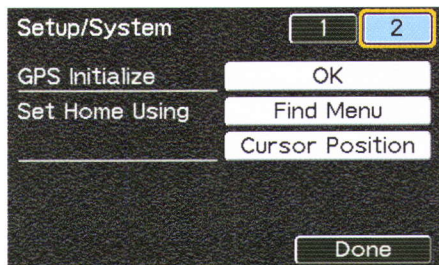 Setup/System 1 2
GPS Initialize OK
Set Home Using Find Menu
Cursor Position
Done